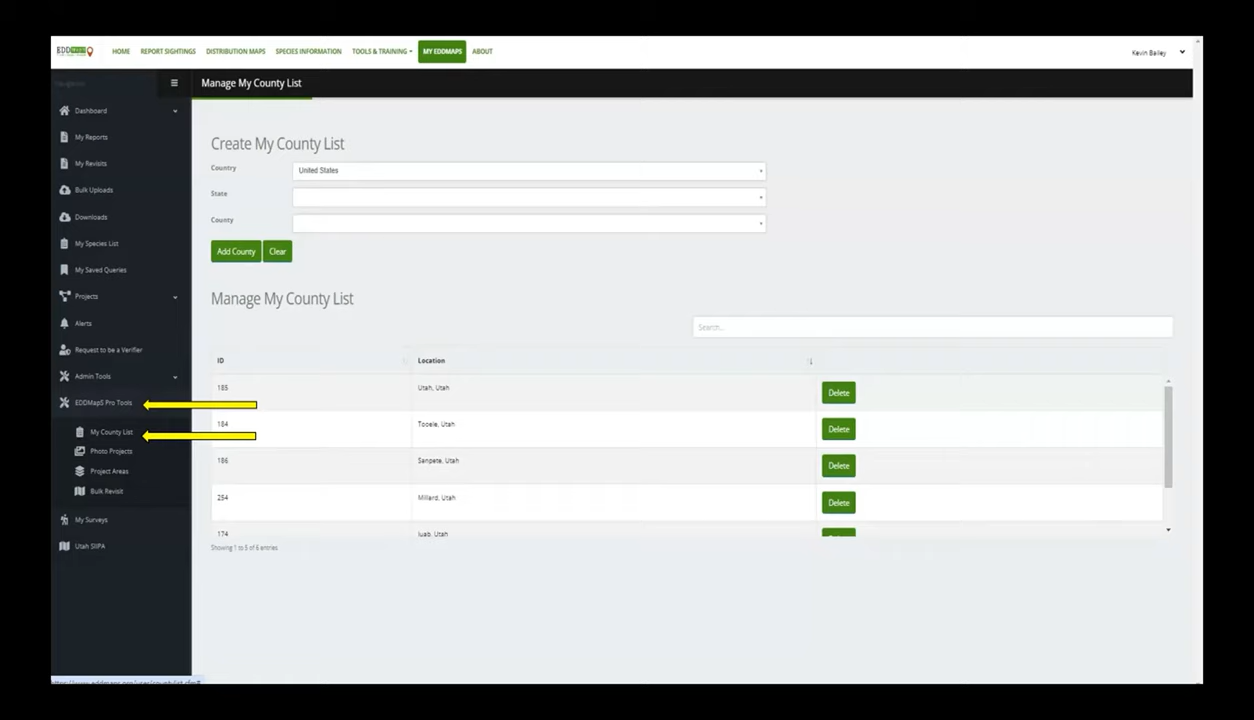 EDDMapS
HOME REPORT SIGHTINGS DISTRIBUTION MAPS SPECIES INFORMATION TOOLS & TRAINING MY EDDMAPS ABOUT
Kevin Bailey
Navigation
Manage My County List
Dashboard
My Reports
My Revisits
Bulk Uploads
Downloads
My Species List
My Saved Queries
Projects
Alerts
Request to be a Verifier
Admin Tools
EDDMapS Pro Tools
My County List
Photo Projects
Project Areas
Bulk Revisit
My Surveys
Utah SIIPA
Create My County List
Country United States
State
County
Add County Clear
Manage My County List
Search...
ID Location
185 Utah, Utah Delete
184 Tooele, Utah Delete
186 Sanpete, Utah Delete
254 Millard, Utah Delete
174 Juab, Utah
Showing 1 to 5 of 6 entries